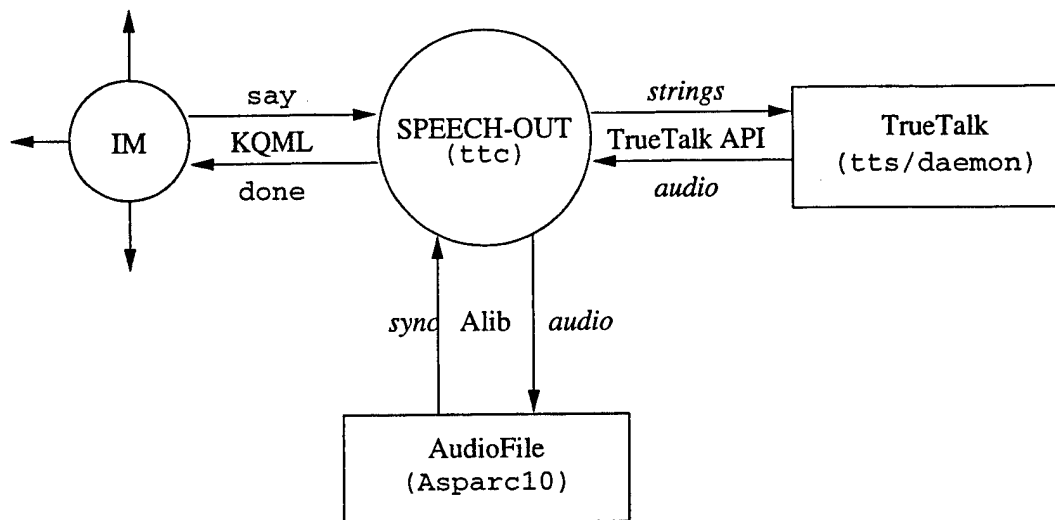 say
strings
IM
KQML
SPEECH-OUT
(ttc)
TrueTalk API
TrueTalk
(tts/daemon)
done
audio
sync
Alib
audio
AudioFile
(Asparc10)